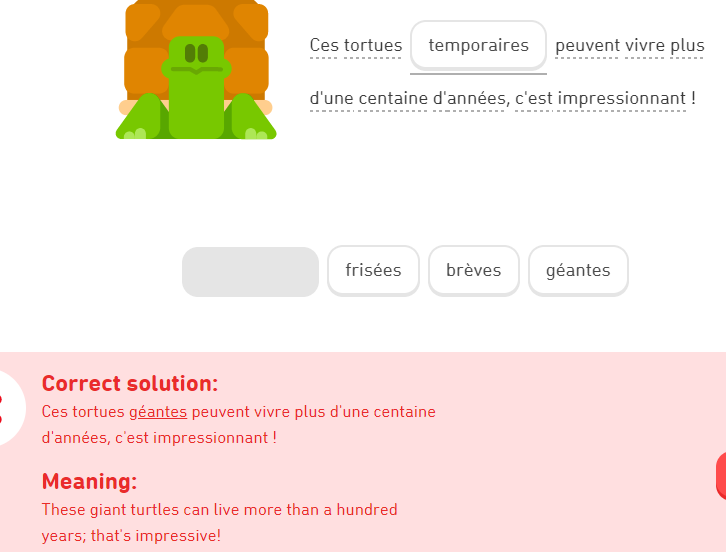 Ces tortues temporaires peuvent vivre plus
d'une centaine d'années, c'est impressionnant !
frisées brèves géantes
Correct solution:
Ces tortues géantes peuvent vivre plus d'une centaine
d'années, c'est impressionnant !
Meaning:
These giant turtles can live more than a hundred
years; that's impressive!